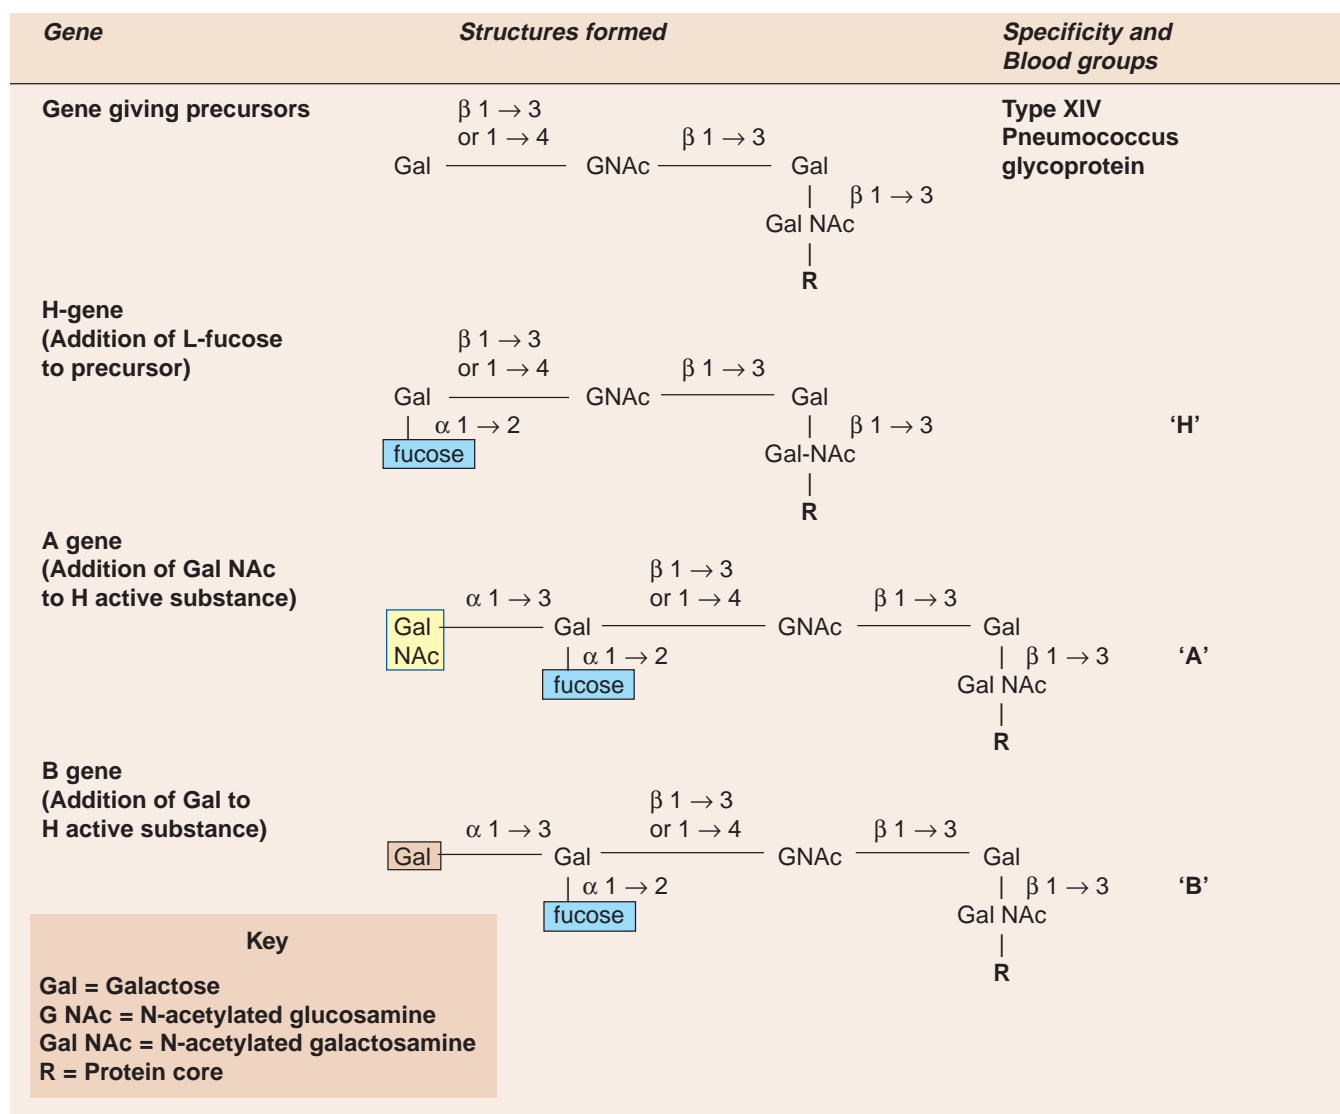 Gene Structures formed Specificity and
Blood groups
Gene giving precursors β 1 → 3 Type XIV
or 1 → 4 β 1 → 3 Pneumococcus
Gal GNAc Gal glycoprotein
β 1 → 3
Gal NAc
R
H-gene
(Addition of L-fucose β 1 → 3
to precursor) or 1 → 4 β 1 → 3
Gal GNAc Gal
α 1 → 2 β 1 → 3 ‘H’
fucose Gal-NAc
R
A gene
(Addition of Gal NAc β 1 → 3
to H active substance) α 1 → 3 or 1 → 4 β 1 → 3
Gal Gal GNAc Gal
NAc α 1 → 2 β 1 → 3 ‘A’
fucose Gal NAc
R
B gene
(Addition of Gal to β 1 → 3
H active substance) α 1 → 3 or 1 → 4 β 1 → 3
Gal Gal GNAc Gal
α 1 → 2 β 1 → 3 ‘B’
fucose Gal NAc
R
Key
Gal = Galactose
G NAc = N-acetylated glucosamine
Gal NAc = N-acetylated galactosamine
R = Protein core